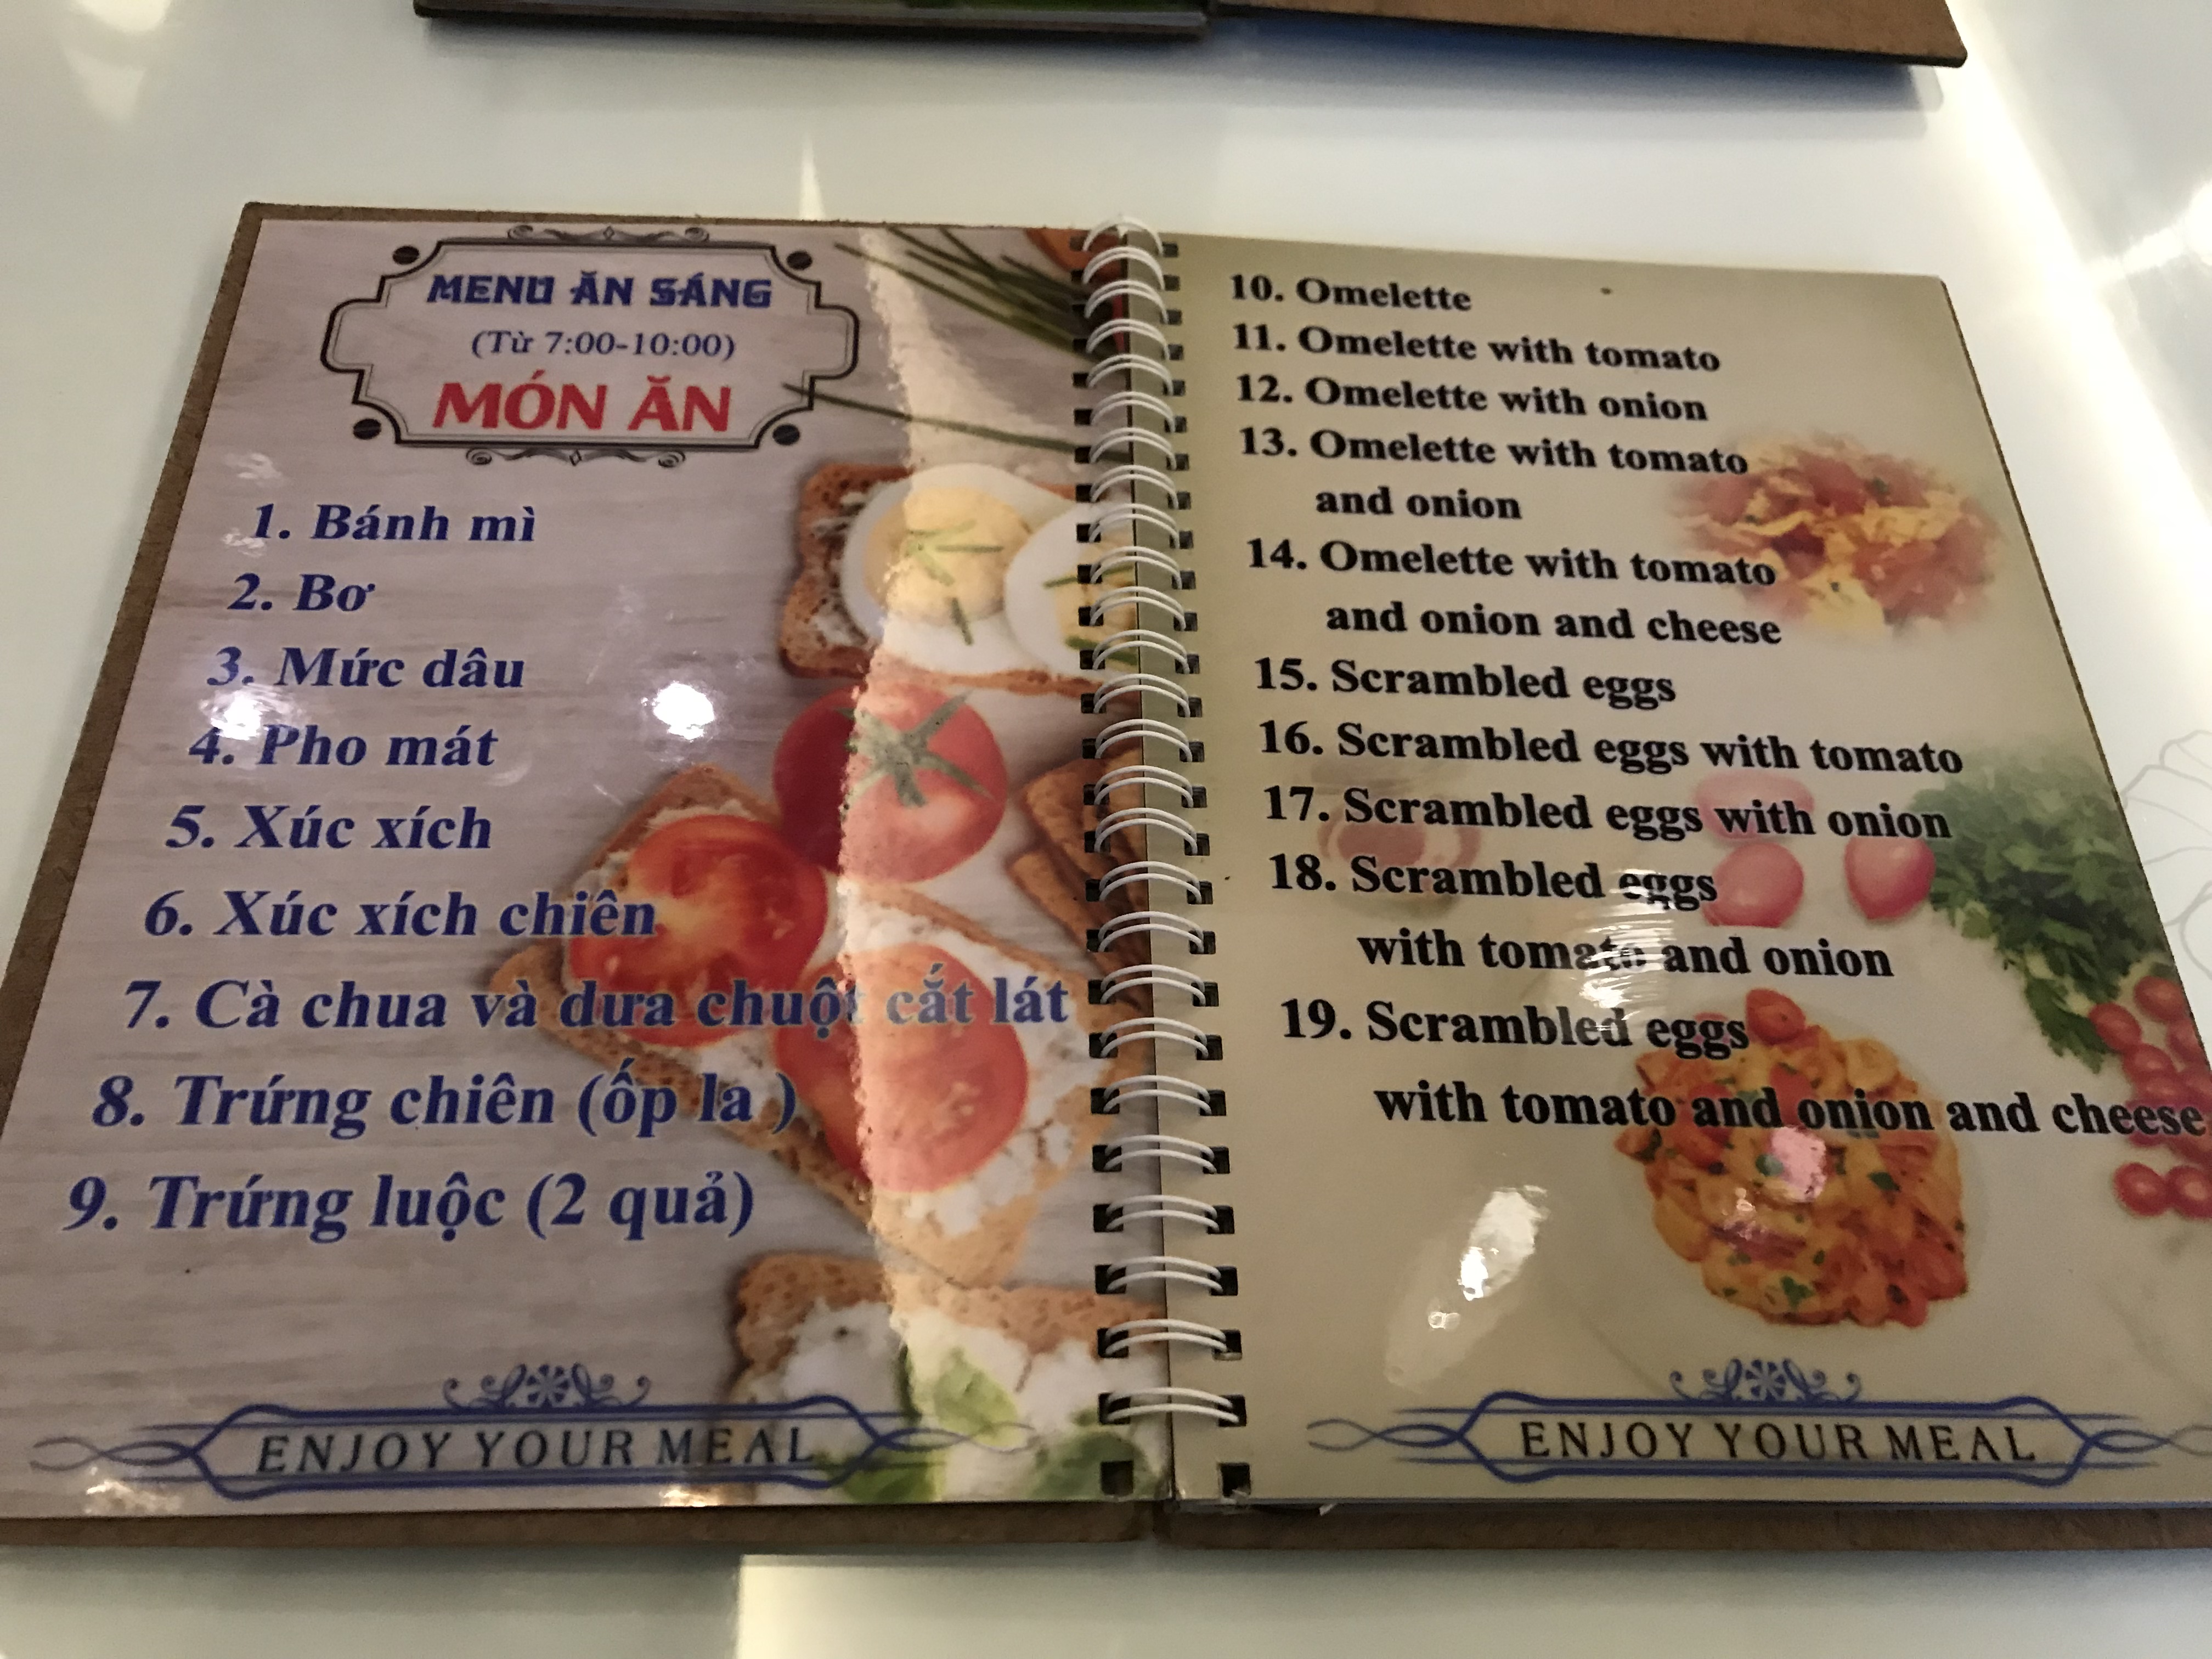 MENU ĂN SÁNG
(Từ 7:00-10:00)
MÓN ĂN
1. Bánh mì
2. Bơ
3. Mức dâu
4. Pho mát
5. Xúc xích
6. Xúc xích chiên
7. Cà chua và dưa chuột cắt lát
8. Trứng chiên (ốp la )
9. Trứng luộc (2 quả)
ENJOY YOUR MEAL
10. Omelette
11. Omelette with tomato
12. Omelette with onion
13. Omelette with tomato
and onion
14. Omelette with tomato
and onion and cheese
15. Scrambled eggs
16. Scrambled eggs with tomato
17. Scrambled eggs with onion
18. Scrambled eggs
with tomato and onion
19. Scrambled eggs
with tomato and onion and cheese
ENJOY YOUR MEAL